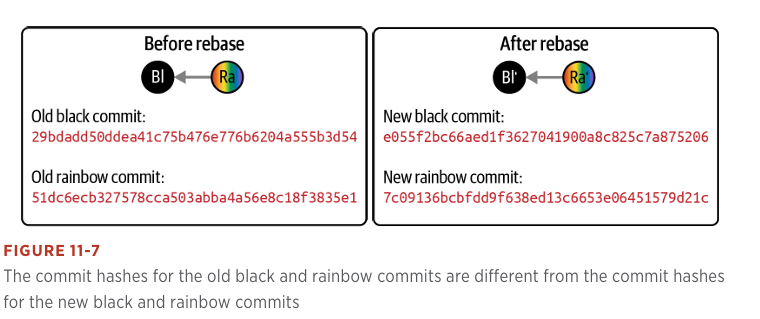 Before rebase
Bl
Ra
Old black commit:
29bdadd50ddea41c75b476e776b6204a555b3d54
Old rainbow commit:
51dc6ecb327578cca503abba4a56e8c18f3835e1
After rebase
Bl'
Ra'
New black commit:
e055f2bc66aed1f3627041900a8c825c7a875206
New rainbow commit:
7c09136bcbfdd9f638ed13c6653e06451579d21c
FIGURE 11-7
The commit hashes for the old black and rainbow commits are different from the commit hashes
for the new black and rainbow commits